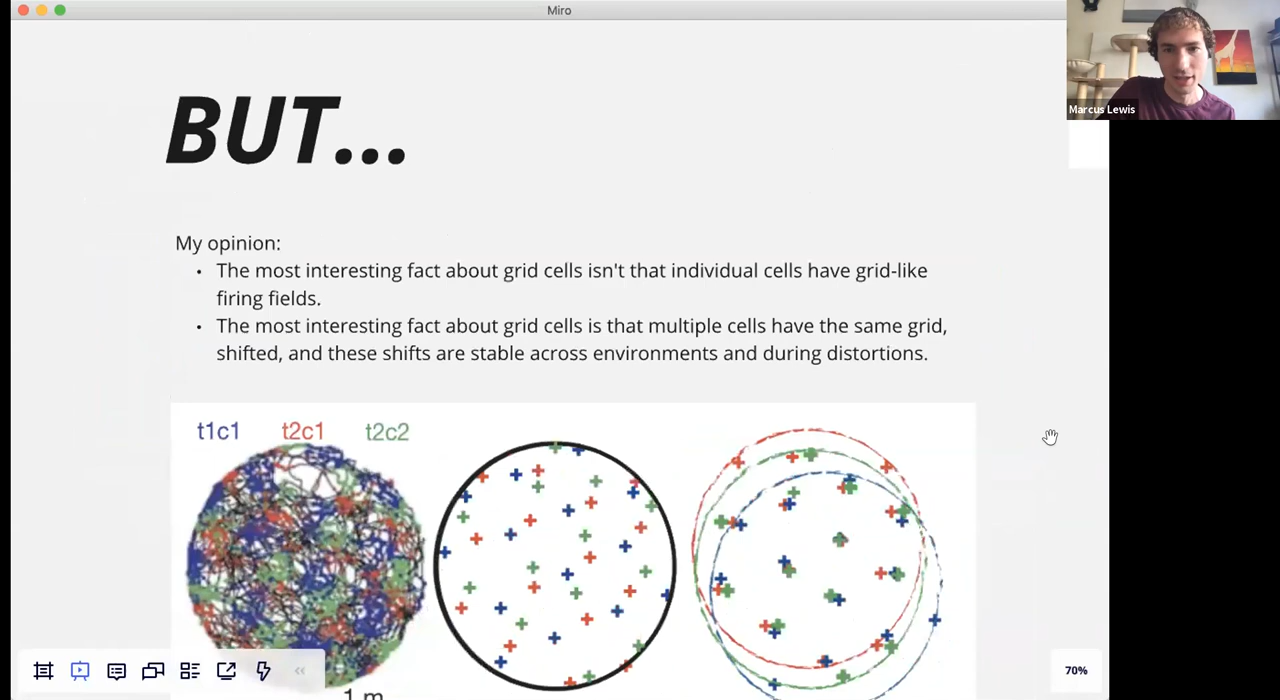 Miro
Marcus Lewis
BUT...
My opinion:
• The most interesting fact about grid cells isn't that individual cells have grid-like
firing fields.
• The most interesting fact about grid cells is that multiple cells have the same grid,
shifted, and these shifts are stable across environments and during distortions.
t1c1 t2c1 t2c2
1 m
70%